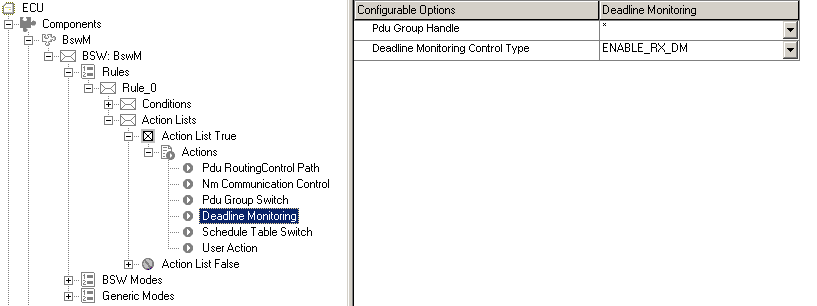 ECU
Components
BswM
BSW: BswM
Rules
Rule_0
Conditions
Action Lists
Action List True
Actions
Pdu RoutingControl Path
Nm Communication Control
Pdu Group Switch
Deadline Monitoring
Schedule Table Switch
User Action
Action List False
BSW Modes
Generic Modes
Configurable Options Deadline Monitoring
Pdu Group Handle *
Deadline Monitoring Control Type ENABLE_RX_DM